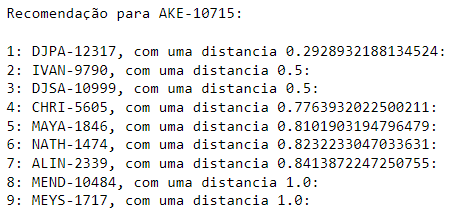 Recomendação para AKE-10715:
1: DJPA-12317, com uma distancia 0.2928932188134524:
2: IVAN-9790, com uma distancia 0.5:
3: DJSA-10999, com uma distancia 0.5:
4: CHRI-5605, com uma distancia 0.7763932022500211:
5: MAYA-1846, com uma distancia 0.8101903194796479:
6: NATH-1474, com uma distancia 0.8232233047033631:
7: ALIN-2339, com uma distancia 0.8413872247250755:
8: MEND-10484, com uma distancia 1.0:
9: MEYS-1717, com uma distancia 1.0: